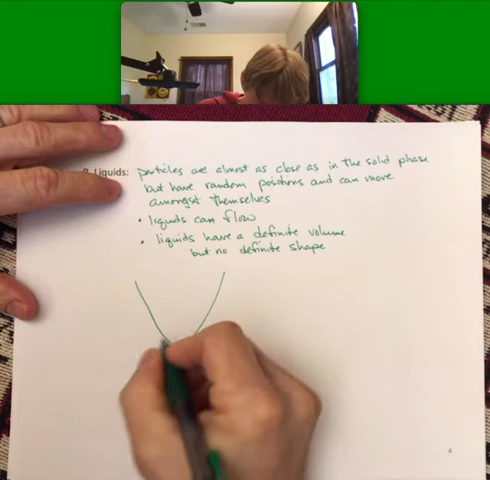 B. Liquids: particles are almost as close as in the solid phase
but have random positions and can move
amongst themselves
• liquids can flow
• liquids have a definite volume
but no definite shape
4